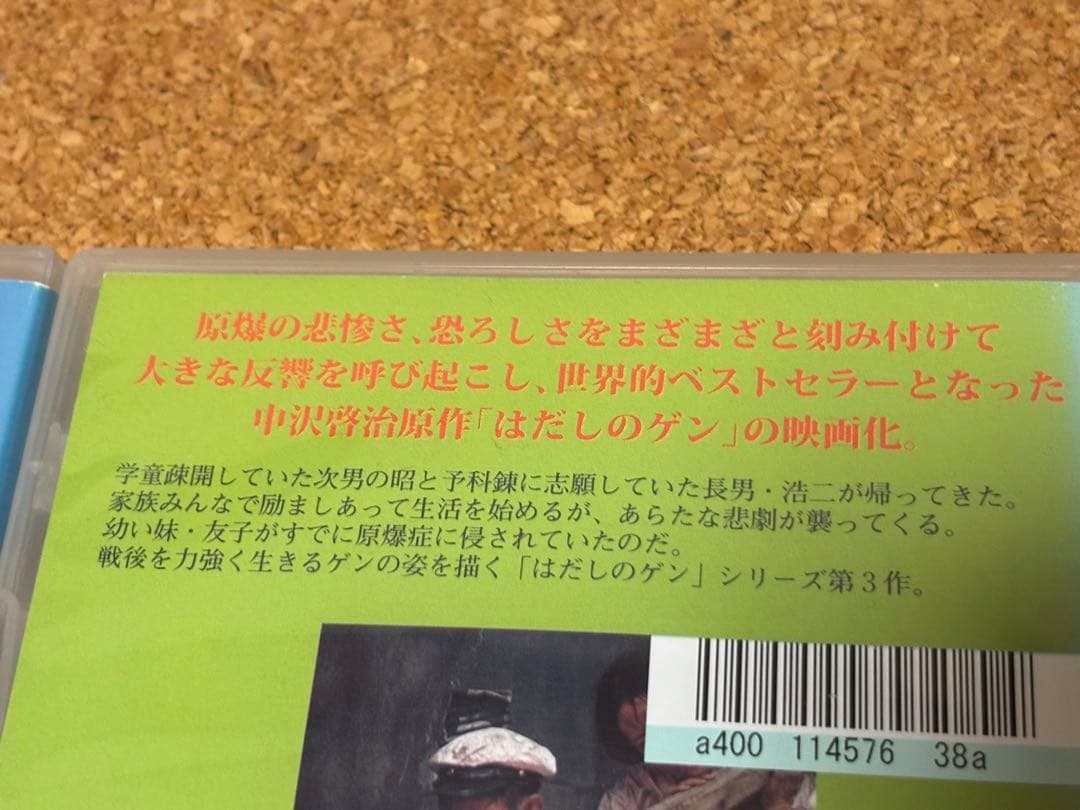 原爆の悲惨さ、恐ろしさをまざまざと刻み付けて
大きな反響を呼び起こし、世界的ベストセラーとなった
中沢啓治原作「はだしのゲン」の映画化。
学童疎開していた次男の昭と予科錬に志願していた長男・浩二が帰ってきた。
家族みんなで励ましあって生活を始めるが、あらたな悲劇が襲ってくる。
幼い妹・友子がすでに原爆症に侵されていたのだ。
戦後を力強く生きるゲンの姿を描く「はだしのゲン」シリーズ第3作。
a400 114576 38a